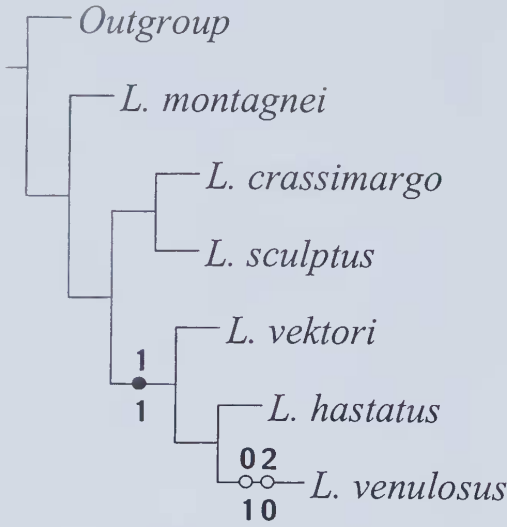 Outgroup
L. montagnei
L. crassimargo
L. sculptus
L. vektori
1
1
L. hastatus
0 2
L. venulosus
1 0